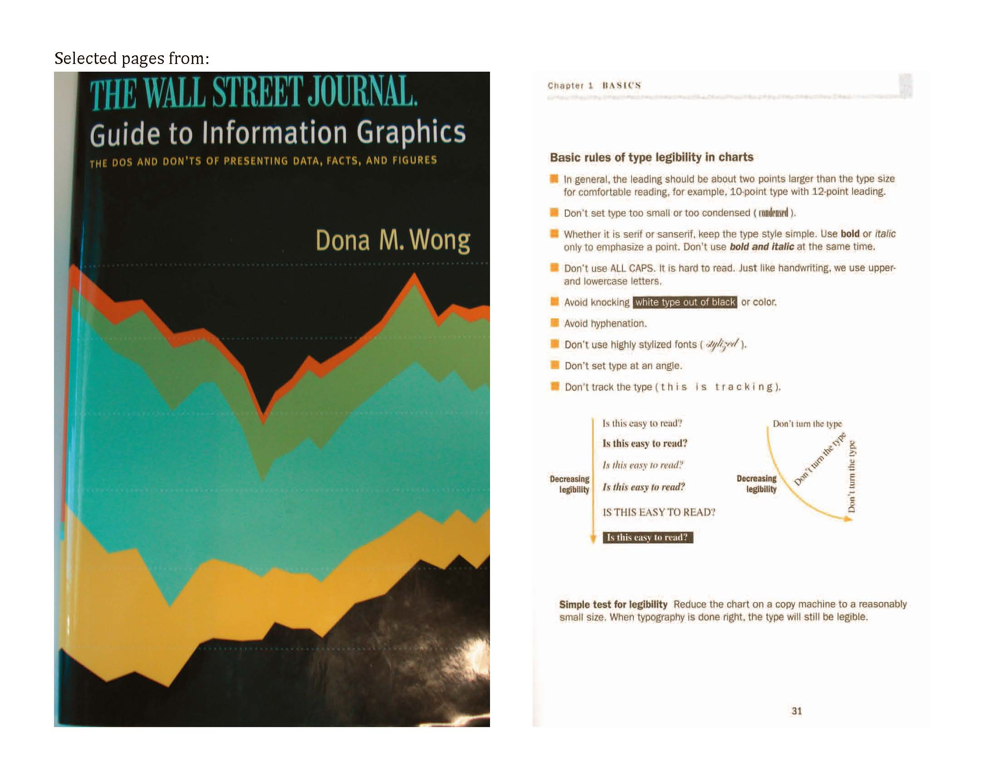 Selected pages from:
THE WALL STREET JOURNAL.
Guide to Information Graphics
THE DOS AND DON'TS OF PRESENTING DATA, FACTS, AND FIGURES
Dona M. Wong
Chapter 1 BASICS
Basic rules of type legibility in charts
In general, the leading should be about two points larger than the type size
for comfortable reading, for example, 10-point type with 12-point leading.
Don't set type too small or too condensed ( condensed ).
Whether it is serif or sanserif, keep the type style simple. Use bold or italic
only to emphasize a point. Don't use bold and italic at the same time.
Don't use ALL CAPS. It is hard to read. Just like handwriting, we use upper-
and lowercase letters.
Avoid knocking white type out of black or color.
Avoid hyphenation.
Don't use highly stylized fonts ( stylized ).
Don't set type at an angle.
Don't track the type ( this is tracking ).
Is this easy to read?
Is this easy to read?
Is this easy to read?
Is this easy to read?
IS THIS EASY TO READ?
Is this easy to read?
Decreasing
legibility
Don't turn the type
Don't turn the type
Don't turn the type
Decreasing
legibility
Simple test for legibility Reduce the chart on a copy machine to a reasonably
small size. When typography is done right, the type will still be legible.
31